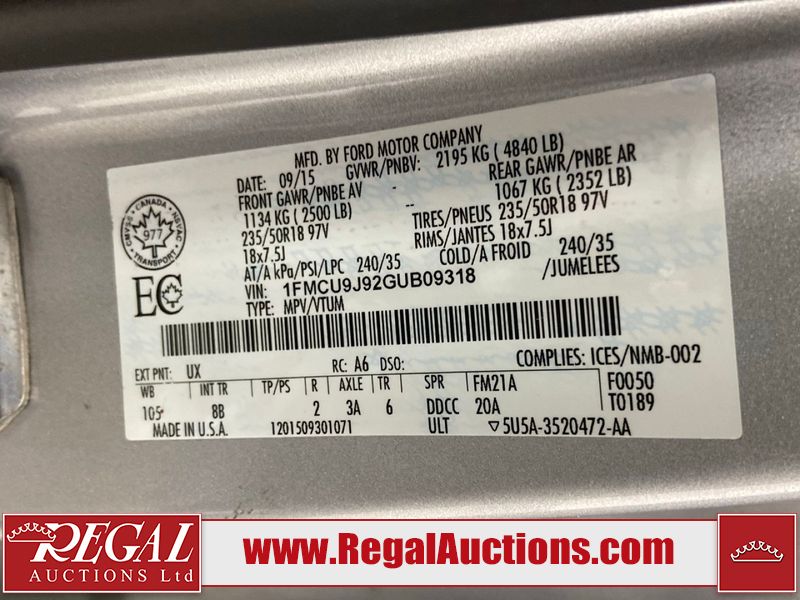 MFD. BY FORD MOTOR COMPANY
DATE: 09/15 GVWR/PNBV: 2195 KG ( 4840 LB)
FRONT GAWR/PNBE AV - REAR GAWR/PNBE AR
1134 KG ( 2500 LB) -- 1067 KG ( 2352 LB)
235/50R18 97V TIRES/PNEUS 235/50R18 97V
18x7.5J RIMS/JANTES 18x7.5J
AT/A kPa/PSI/LPC 240/35 COLD/A FROID 240/35
VIN: 1FMCU9J92GUB09318 /JUMELEES
TYPE: MPV/VTUM
CANADA
CMVSS NSVAC
977
TRANSPORT
EC
EXT PNT: UX RC: A6 DSO: COMPLIES: ICES/NMB-002
WB INT TR TP/PS R AXLE TR SPR FM21A F0050
105 8B 2 3A 6 DDCC 20A T0189
MADE IN U.S.A. 1201509301071 ULT ▽5U5A-3520472-AA
REGAL
AUCTIONS Ltd
www.RegalAuctions.com